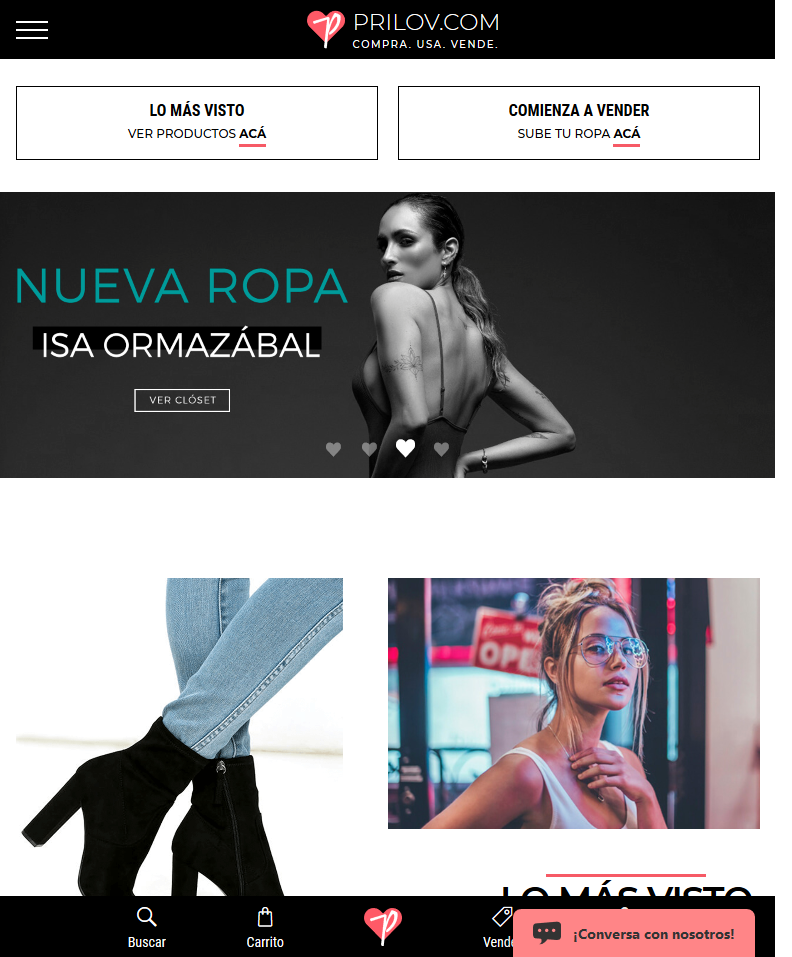 PRILOV.COM
COMPRA. USA. VENDE.
LO MÁS VISTO
VER PRODUCTOS ACÁ
COMIENZA A VENDER
SUBE TU ROPA ACÁ
NUEVA ROPA
ISA ORMAZÁBAL
VER CLÓSET
OPE
LO MÁS VISTO
Buscar
Carrito
Vende
¡Conversa con nosotros!